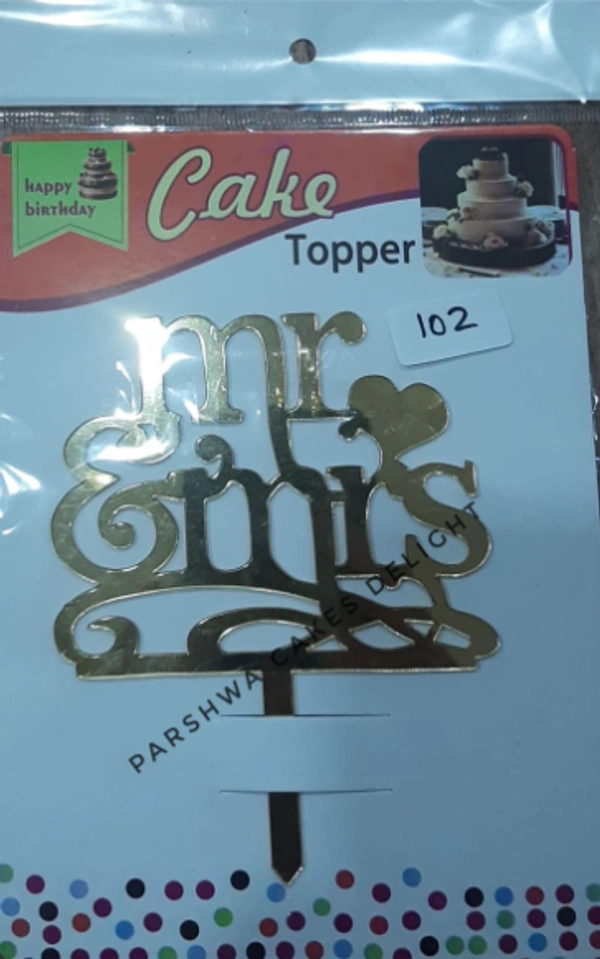 happy
birthday
Cake
Topper
102
mr
&mrs
PARSHWA CAKES DELIGHT